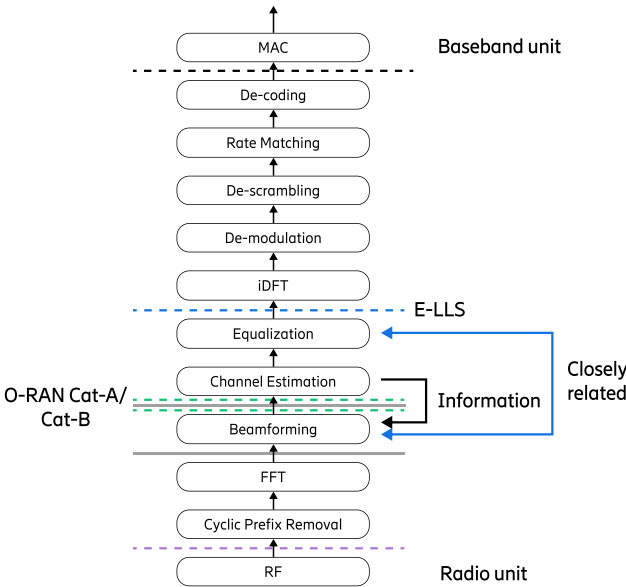 MAC
Baseband unit
De-coding
Rate Matching
De-scrambling
De-modulation
iDFT
E-LLS
Equalization
Closely
related
Channel Estimation
O-RAN Cat-A/
Cat-B
Information
Beamforming
FFT
Cyclic Prefix Removal
RF
Radio unit